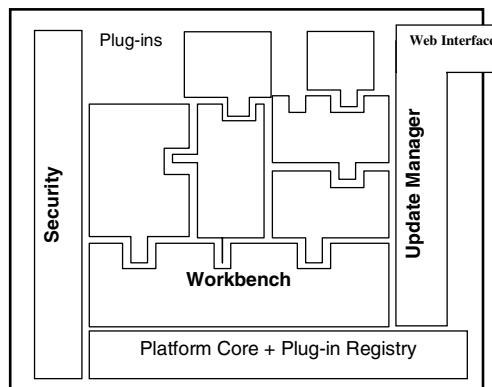 Plug-ins
Web Interface
Security
Update Manager
Workbench
Platform Core + Plug-in Registry